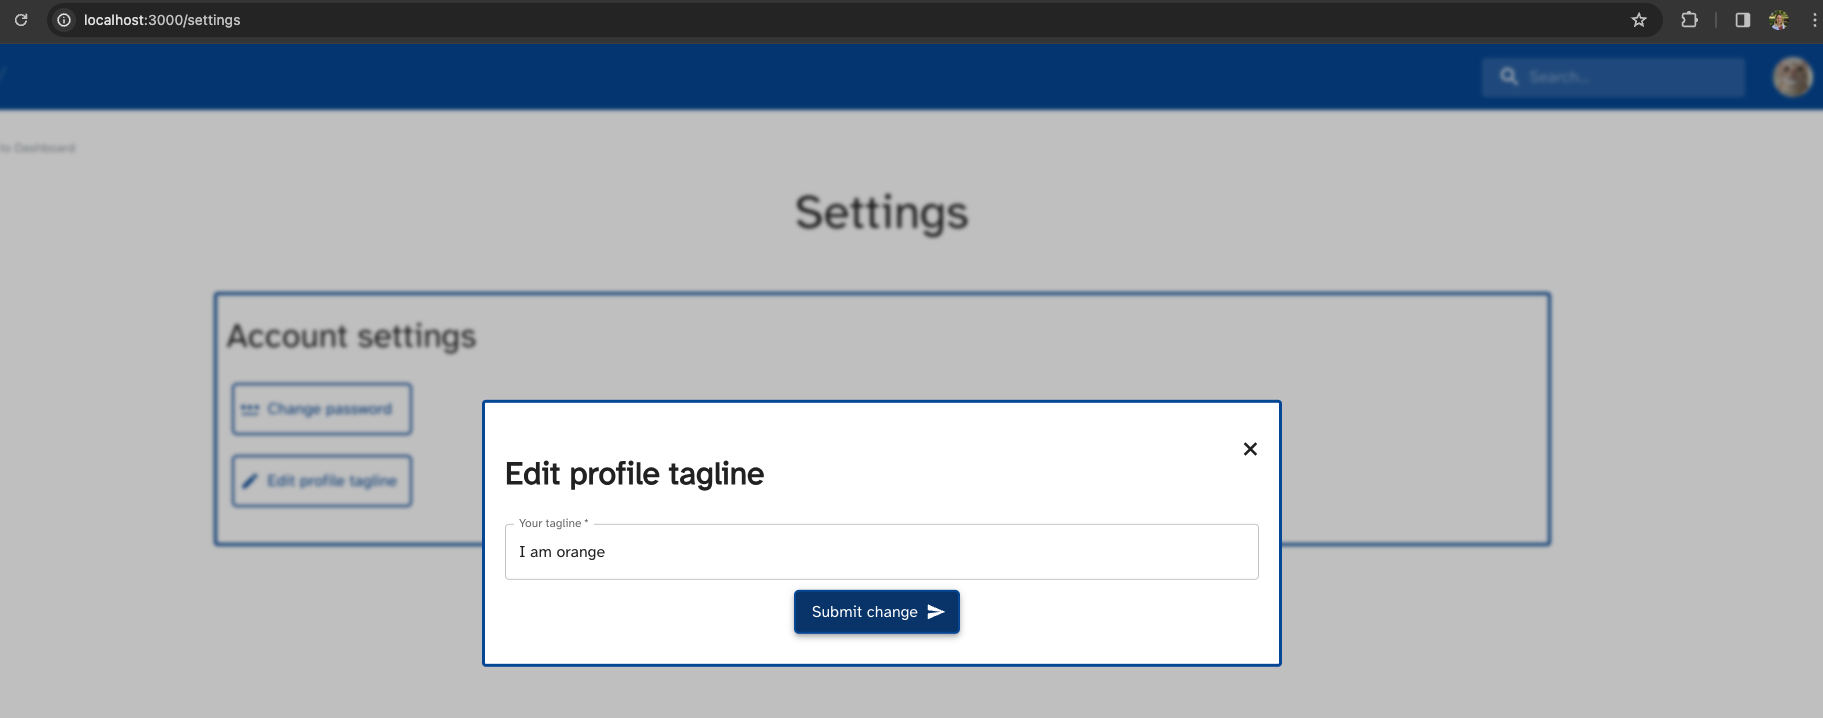 localhost:3000/settings
Search...
to Dashboard
Settings
Account settings
Change password
Edit profile tagline
Edit profile tagline
Your tagline *
I am orange
Submit change